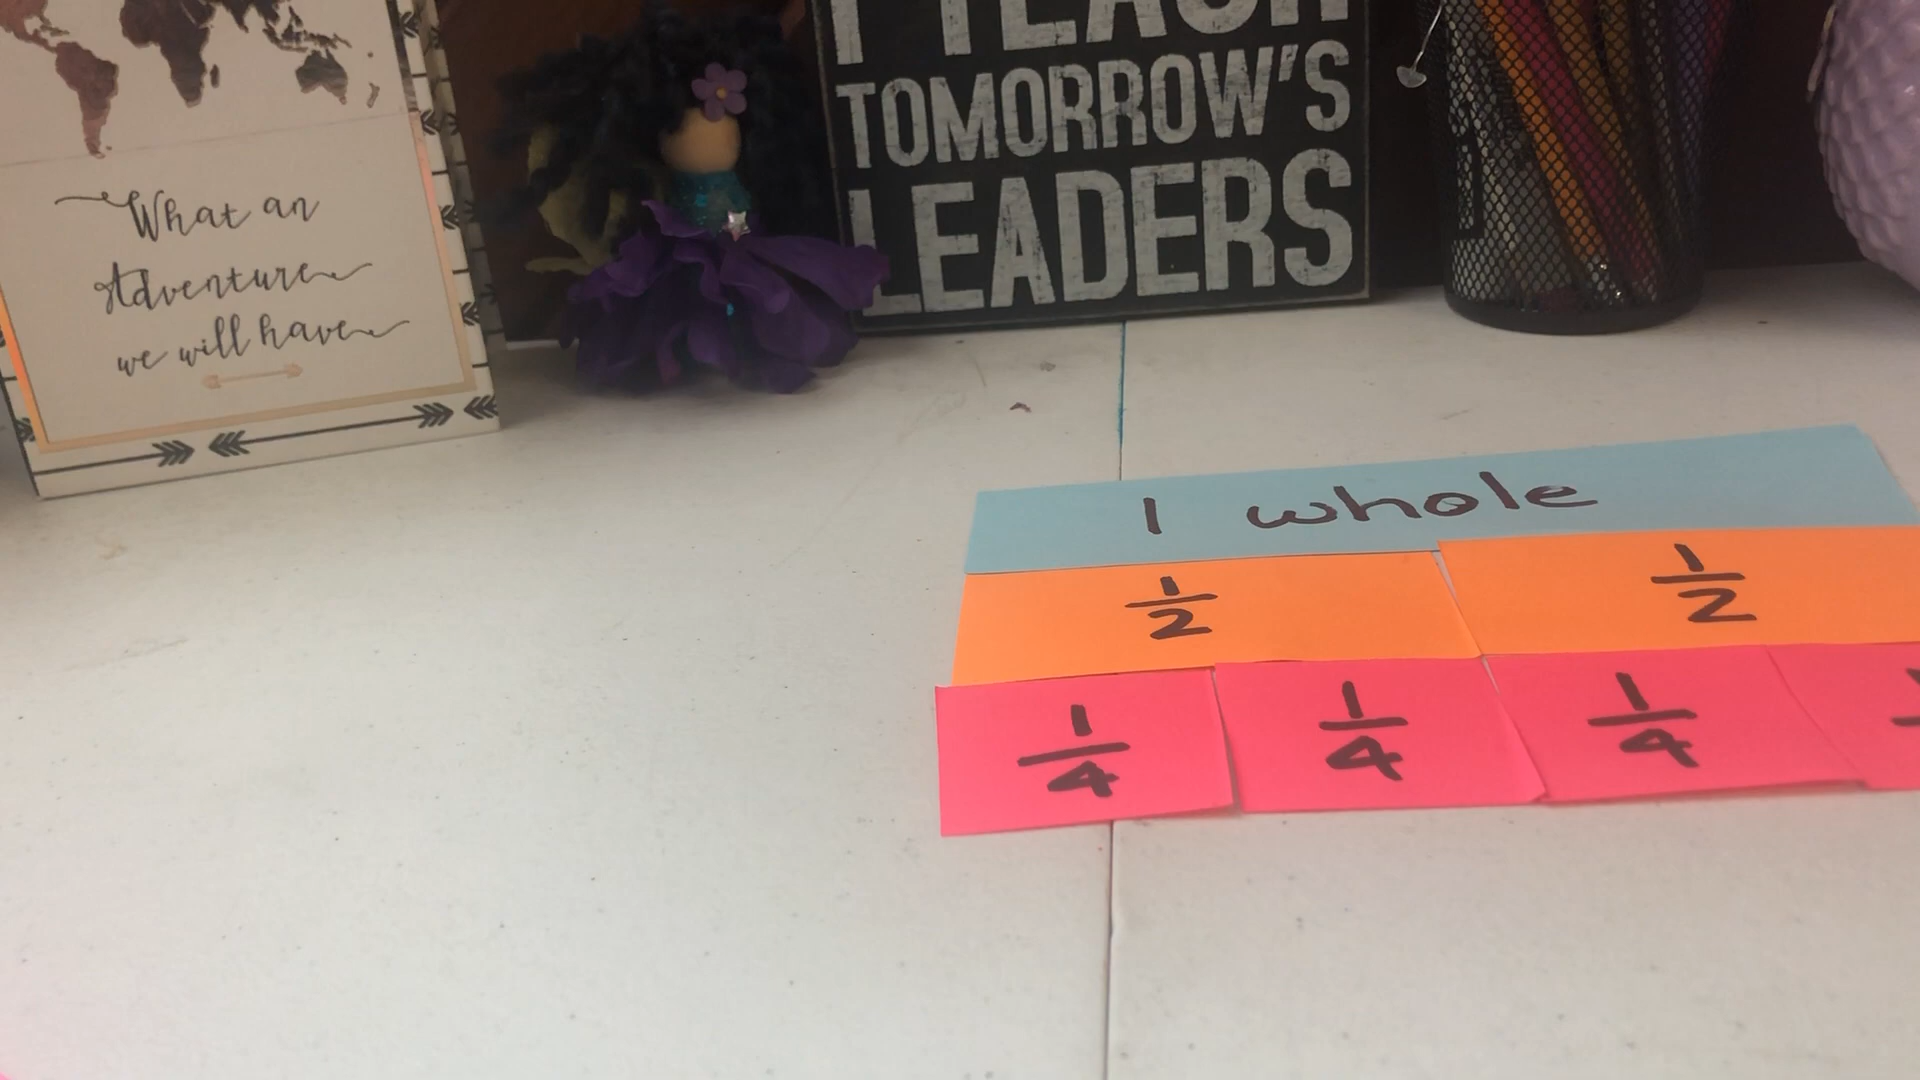 What an
Adventure
we will have
I TEACH
TOMORROW'S
LEADERS
1 whole
1/2 1/2
1/4 1/4 1/4